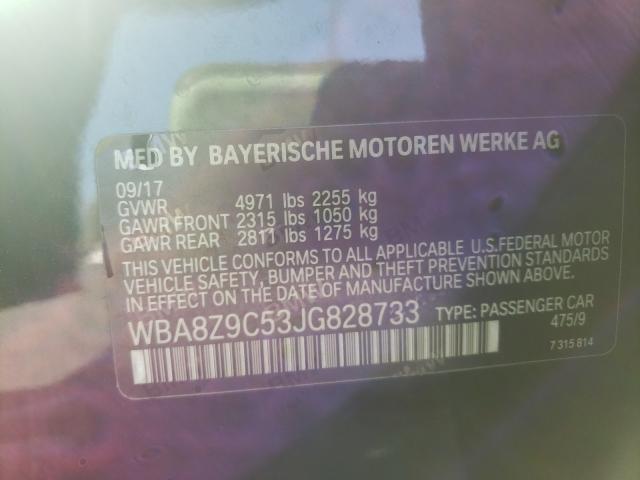 MFD BY BAYERISCHE MOTOREN WERKE AG
09/17
GVWR 4971 lbs 2255 kg
GAWR FRONT 2315 lbs 1050 kg
GAWR REAR 2811 lbs 1275 kg
THIS VEHICLE CONFORMS TO ALL APPLICABLE U.S.FEDERAL MOTOR
VEHICLE SAFETY, BUMPER AND THEFT PREVENTION STANDARDS
IN EFFECT ON THE DATE OF MANUFACTURE SHOWN ABOVE.
WBA8Z9C53JG828733 TYPE: PASSENGER CAR
475/9
7 315 814